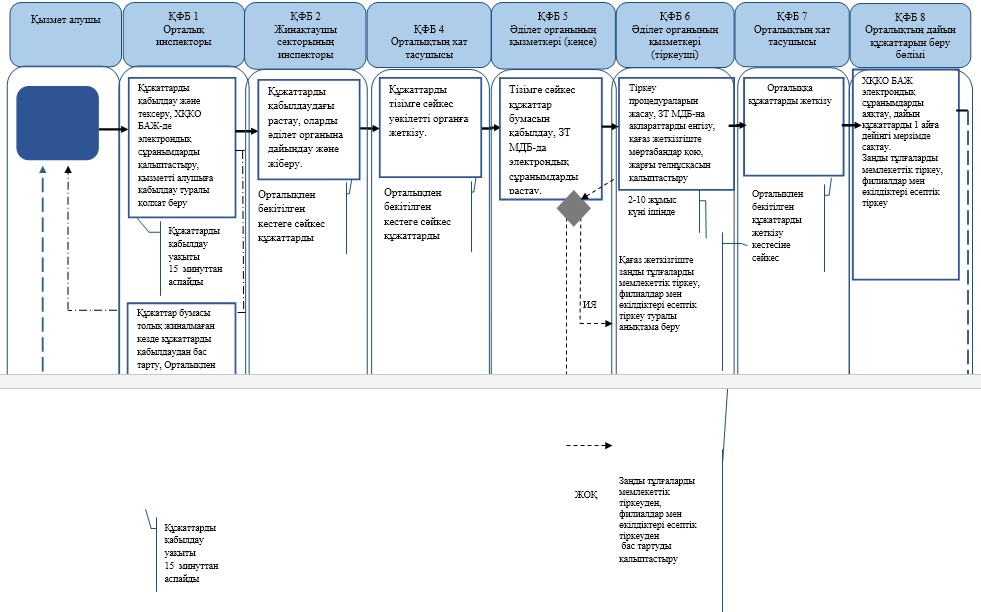 Қызмет алушы
ҚФБ 1
Орталық
инспекторы
ҚФБ 2
Жинақтаушы
секторының
инспекторы
ҚФБ 4
Орталықтың хат
тасушысы
ҚФБ 5
Әділет органының
қызметкері (кеңсе)
ҚФБ 6
Әділет органының
қызметкері
(тіркеуші)
ҚФБ 7
Орталықтың хат
тасушысы
ҚФБ 8
Орталықтың дайын
құжаттарын беру
бөлімі
Құжаттарды
қабылдау және
тексеру, ХҚКО
БАЖ-де
электрондық
сұранымдарды
қалыптастыру,
қызметті алушыға
қабылдау туралы
қолхат беру
Құжаттарды
қабылдаудағы
растау, оларды
әділет органына
дайындау және
жіберу.
Құжаттарды
тізімге сәйкес
уәкілетті органға
жеткізу.
Тізімге сәйкес
құжаттар
бумасын
қабылдау, ЗТ
МДБ-да
электрондық
сұранымдарды
растау.
Тіркеу
процедураларын
жасау, ЗТ МДБ-на
ақпараттарды енгізу,
қағаз жеткізгіште
мөртабандар қою,
жарғы телнұсқасын
қалыптастыру
Орталыққа
құжаттарды жеткізу
ХҚКО БАЖ
электрондық
сұранымдарды
аяқтау, дайын
құжаттарды 1 айға
дейінгі мерзімде
сақтау.
Заңды тұлғаларды
мемлекеттік тіркеу,
филиалдар мен
өкілдіктері есептік
тіркеу
Құжаттарды
қабылдау
уақыты
15 минуттан
аспайды
Орталықпен
бекітілген
кестеге сәйкес
құжаттарды
Орталықпен
бекітілген
кестеге сәйкес
құжаттарды
2-10 жұмыс
күні ішінде
Орталықпен
бекітілген
құжаттарды
жеткізу
кестесіне
сәйкес
Құжаттар бумасы
толық жиналмаған
кезде құжаттарды
қабылдаудан бас
тарту, Орталықпен
ИЯ
Қағаз жеткізгіште
заңды тұлғаларды
мемлекеттік тіркеу,
филиалдар мен
өкілдіктері есептік
тіркеу туралы
анықтама беру
Құжаттарды
қабылдау
уақыты
15 минуттан
аспайды
ЖОҚ
Заңды тұлғаларды
мемлекеттік
тіркеуден,
филиалдар мен
өкілдіктері есептік
тіркеуден
бас тартуды
қалыптастыру